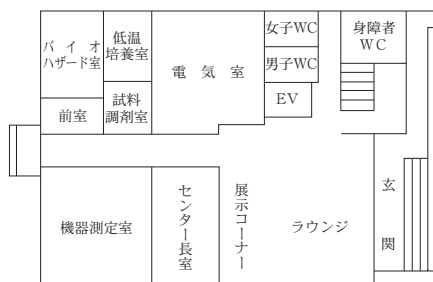 バイオ
ハザード室
低温
培養室
電気室
女子WC
男子WC
EV
身障者
WC
前室
試料
調剤室
機器測定室
センター長室
展示コーナー
ラウンジ
玄関